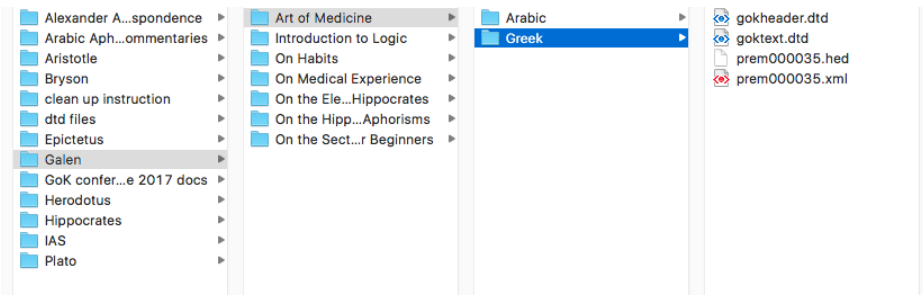 Alexander A...spondence
Arabic Aph...ommentaries
Aristotle
Bryson
clean up instruction
dtd files
Epictetus
Galen
GoK confer...e 2017 docs
Herodotus
Hippocrates
IAS
Plato
Art of Medicine
Introduction to Logic
On Habits
On Medical Experience
On the Ele...Hippocrates
On the Hipp...Aphorisms
On the Sect...r Beginners
Arabic
Greek
gokheader.dtd
goktext.dtd
prem000035.hed
prem000035.xml